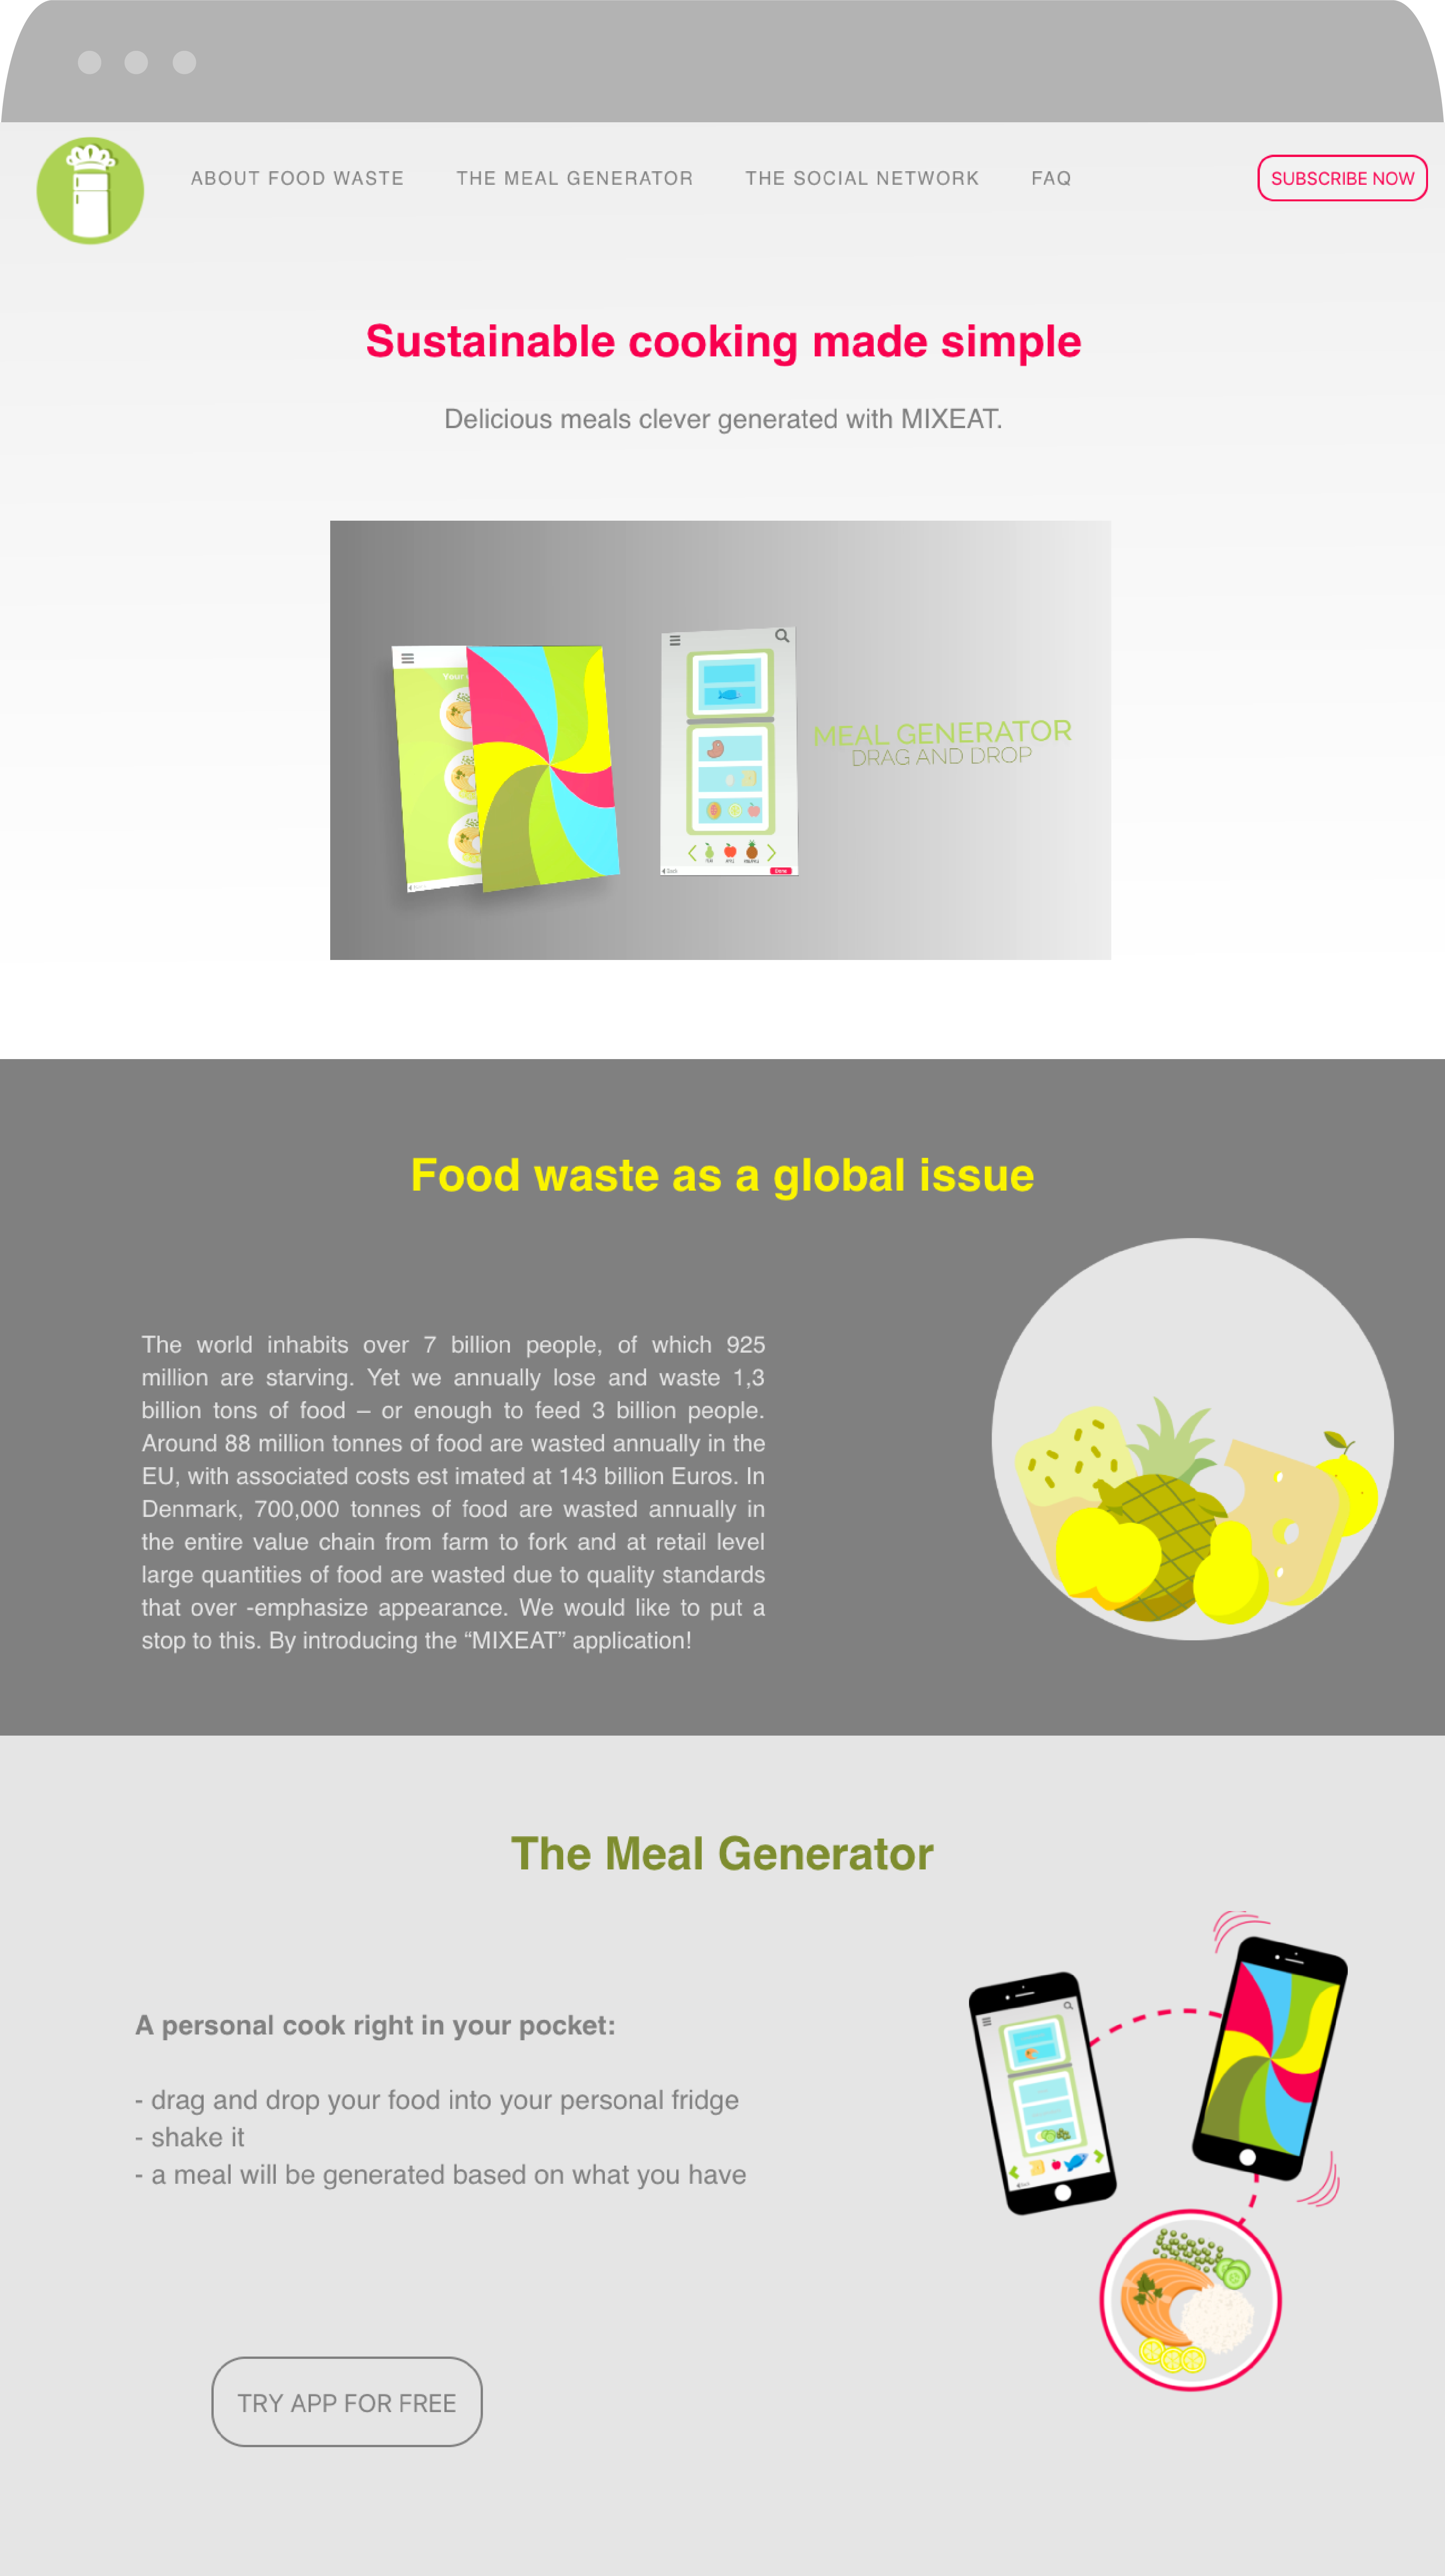 ABOUT FOOD WASTE THE MEAL GENERATOR THE SOCIAL NETWORK FAQ SUBSCRIBE NOW
Sustainable cooking made simple
Delicious meals clever generated with MIXEAT.
Your
MEAL GENERATOR
DRAG AND DROP
Back Done
Food waste as a global issue
The world inhabits over 7 billion people, of which 925
million are starving. Yet we annually lose and waste 1,3
billion tons of food – or enough to feed 3 billion people.
Around 88 million tonnes of food are wasted annually in the
EU, with associated costs est imated at 143 billion Euros. In
Denmark, 700,000 tonnes of food are wasted annually in
the entire value chain from farm to fork and at retail level
large quantities of food are wasted due to quality standards
that over -emphasize appearance. We would like to put a
stop to this. By introducing the “MIXEAT” application!
The Meal Generator
A personal cook right in your pocket:
- drag and drop your food into your personal fridge
- shake it
- a meal will be generated based on what you have
TRY APP FOR FREE